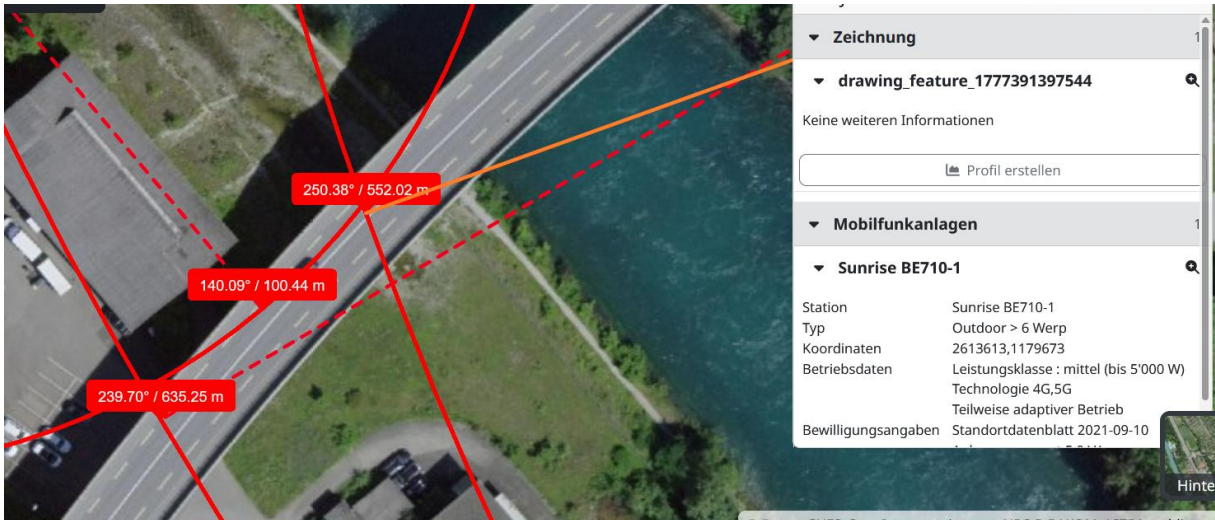 250.38° / 552.02 m
140.09° / 100.44 m
239.70° / 635.25 m
Zeichnung 1
drawing_feature_1777391397544
Keine weiteren Informationen
Profil erstellen
Mobilfunkanlagen 1
Sunrise BE710-1
Station Sunrise BE710-1
Typ Outdoor > 6 Werp
Koordinaten 2613613,1179673
Betriebsdaten Leistungsklasse : mittel (bis 5'000 W)
Technologie 4G,5G
Teilweise adaptiver Betrieb
Bewilligungsangaben Standortdatenblatt 2021-09-10
Hinte